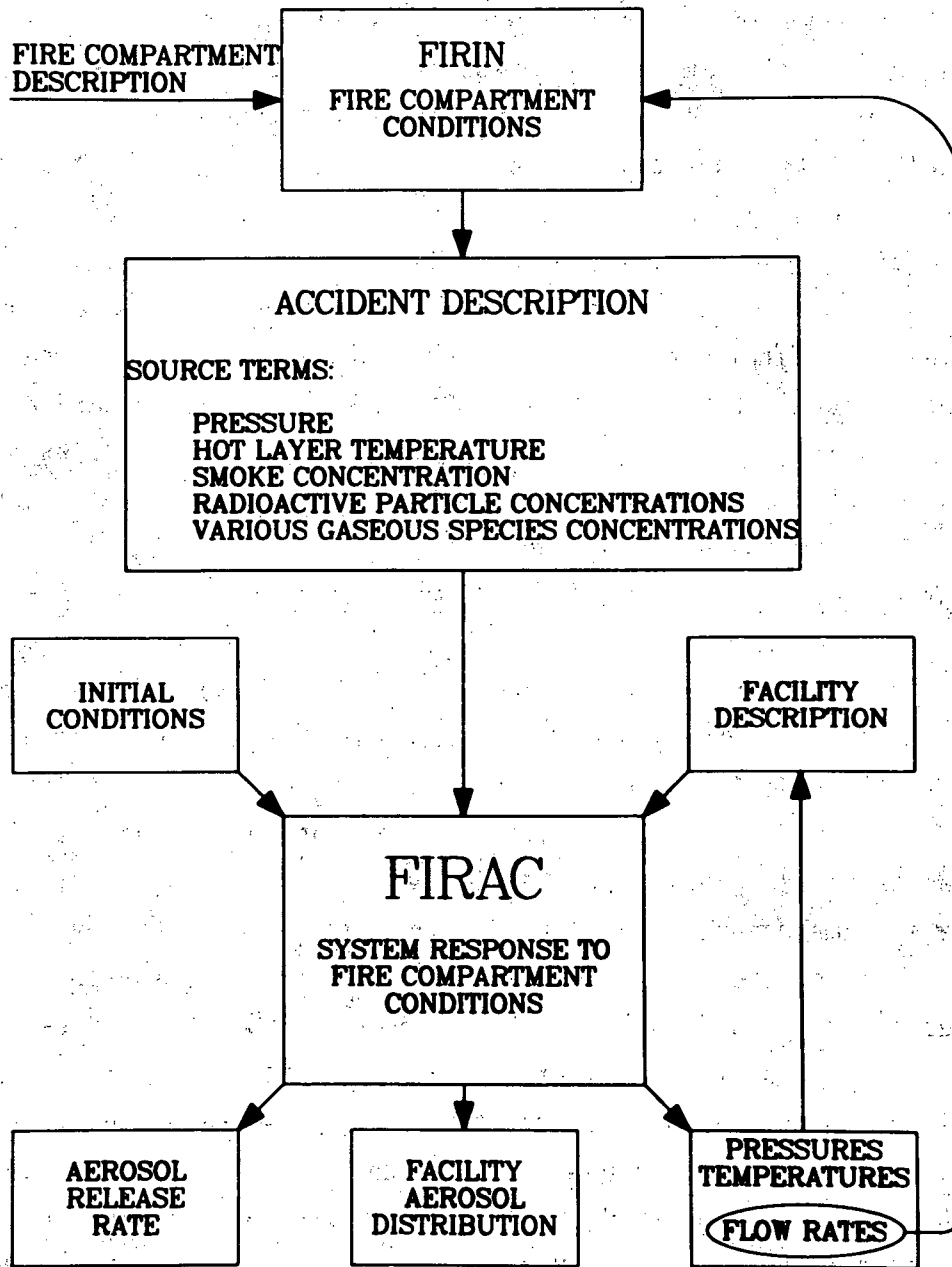 FIRE COMPARTMENT
DESCRIPTION
FIRIN
FIRE COMPARTMENT
CONDITIONS
ACCIDENT DESCRIPTION
SOURCE TERMS:
PRESSURE
HOT LAYER TEMPERATURE
SMOKE CONCENTRATION
RADIOACTIVE PARTICLE CONCENTRATIONS
VARIOUS GASEOUS SPECIES CONCENTRATIONS
INITIAL
CONDITIONS
FACILITY
DESCRIPTION
FIRAC
SYSTEM RESPONSE TO
FIRE COMPARTMENT
CONDITIONS
AEROSOL
RELEASE
RATE
FACILITY
AEROSOL
DISTRIBUTION
PRESSURES
TEMPERATURES
FLOW RATES